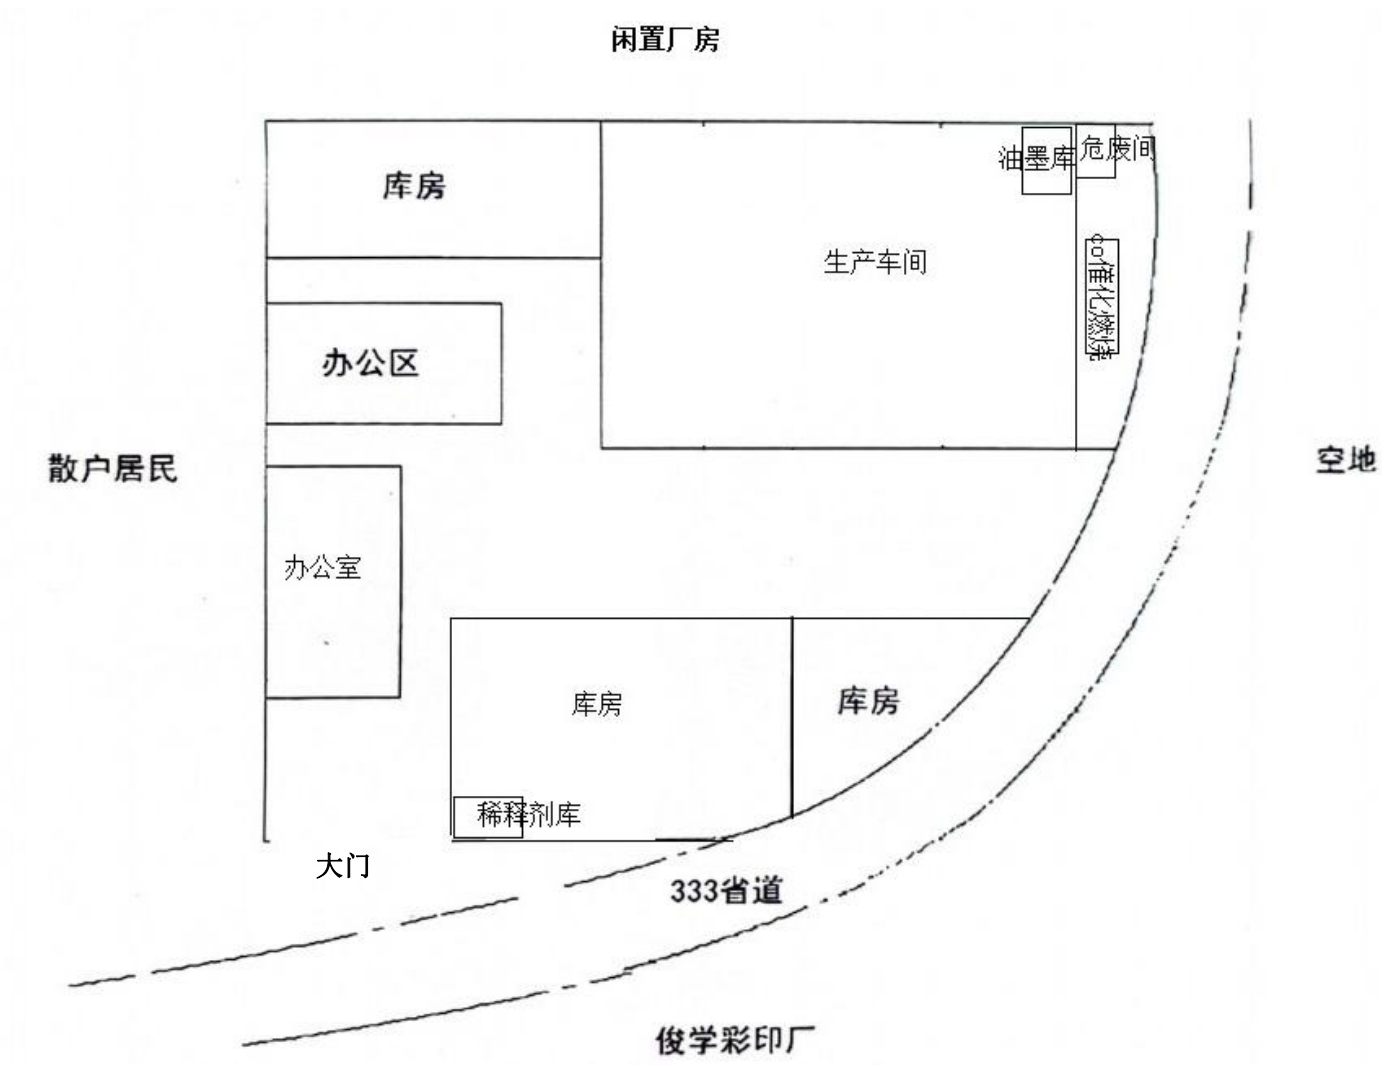 闲置厂房
油墨库
危废间
库房
生产车间
co催化燃烧
办公区
散户居民
空地
办公室
库房
库房
稀释剂库
大门
333省道
俊学彩印厂